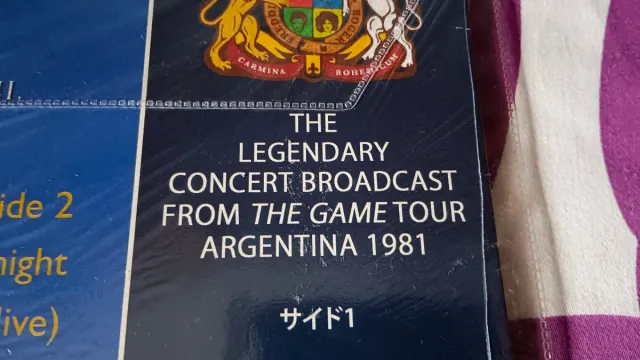 ROGER
CARMINA
THE
LEGENDARY
CONCERT BROADCAST
FROM THE GAME TOUR
ARGENTINA 1981
サイド1
ide 2
night
live)